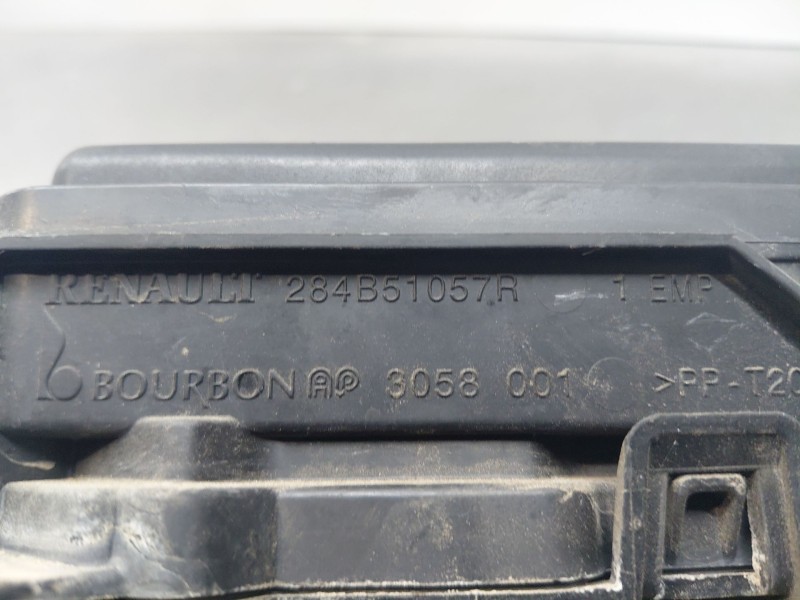 RENAULT 284B51057R 1 EMP
BOURBON AP 3058 001 >PP-T20